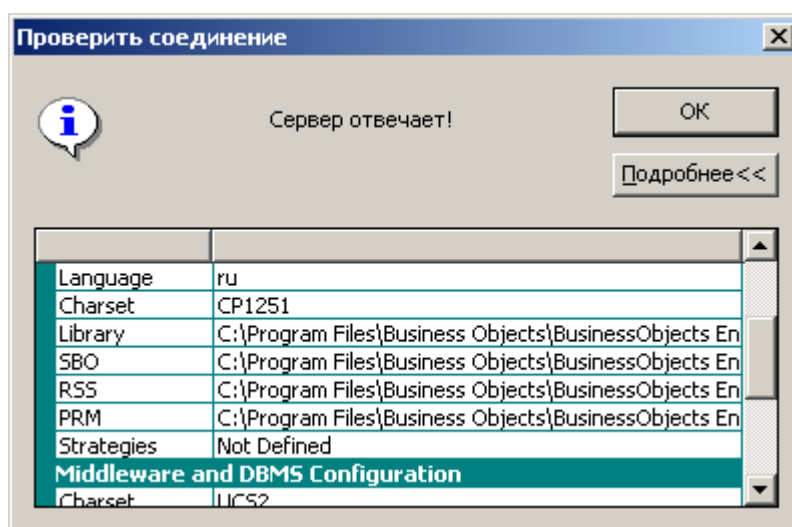 Проверить соединение
Сервер отвечает!
OK
Подробнее<<
Language ru
Charset CP1251
Library C:\Program Files\Business Objects\BusinessObjects En
SBO C:\Program Files\Business Objects\BusinessObjects En
RSS C:\Program Files\Business Objects\BusinessObjects En
PRM C:\Program Files\Business Objects\BusinessObjects En
Strategies Not Defined
Middleware and DBMS Configuration
Charset UCS2